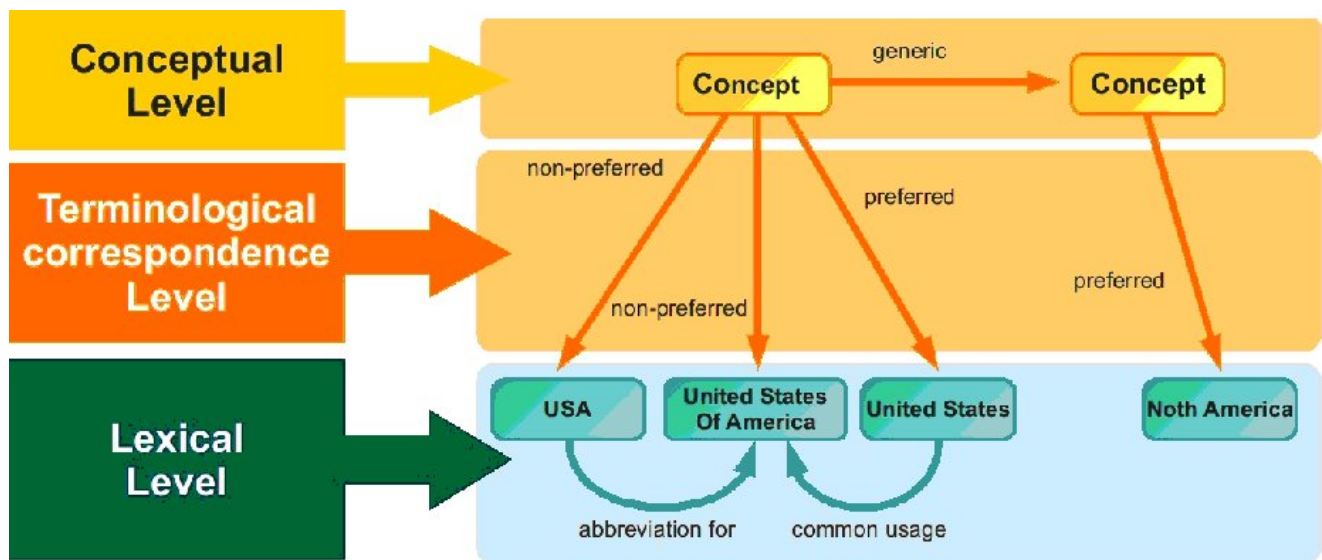 Conceptual
Level
generic
Concept
Concept
non-preferred
Terminological
correspondence
Level
preferred
non-preferred
preferred
Lexical
Level
USA
United States
Of America
United States
Noth America
abbreviation for
common usage